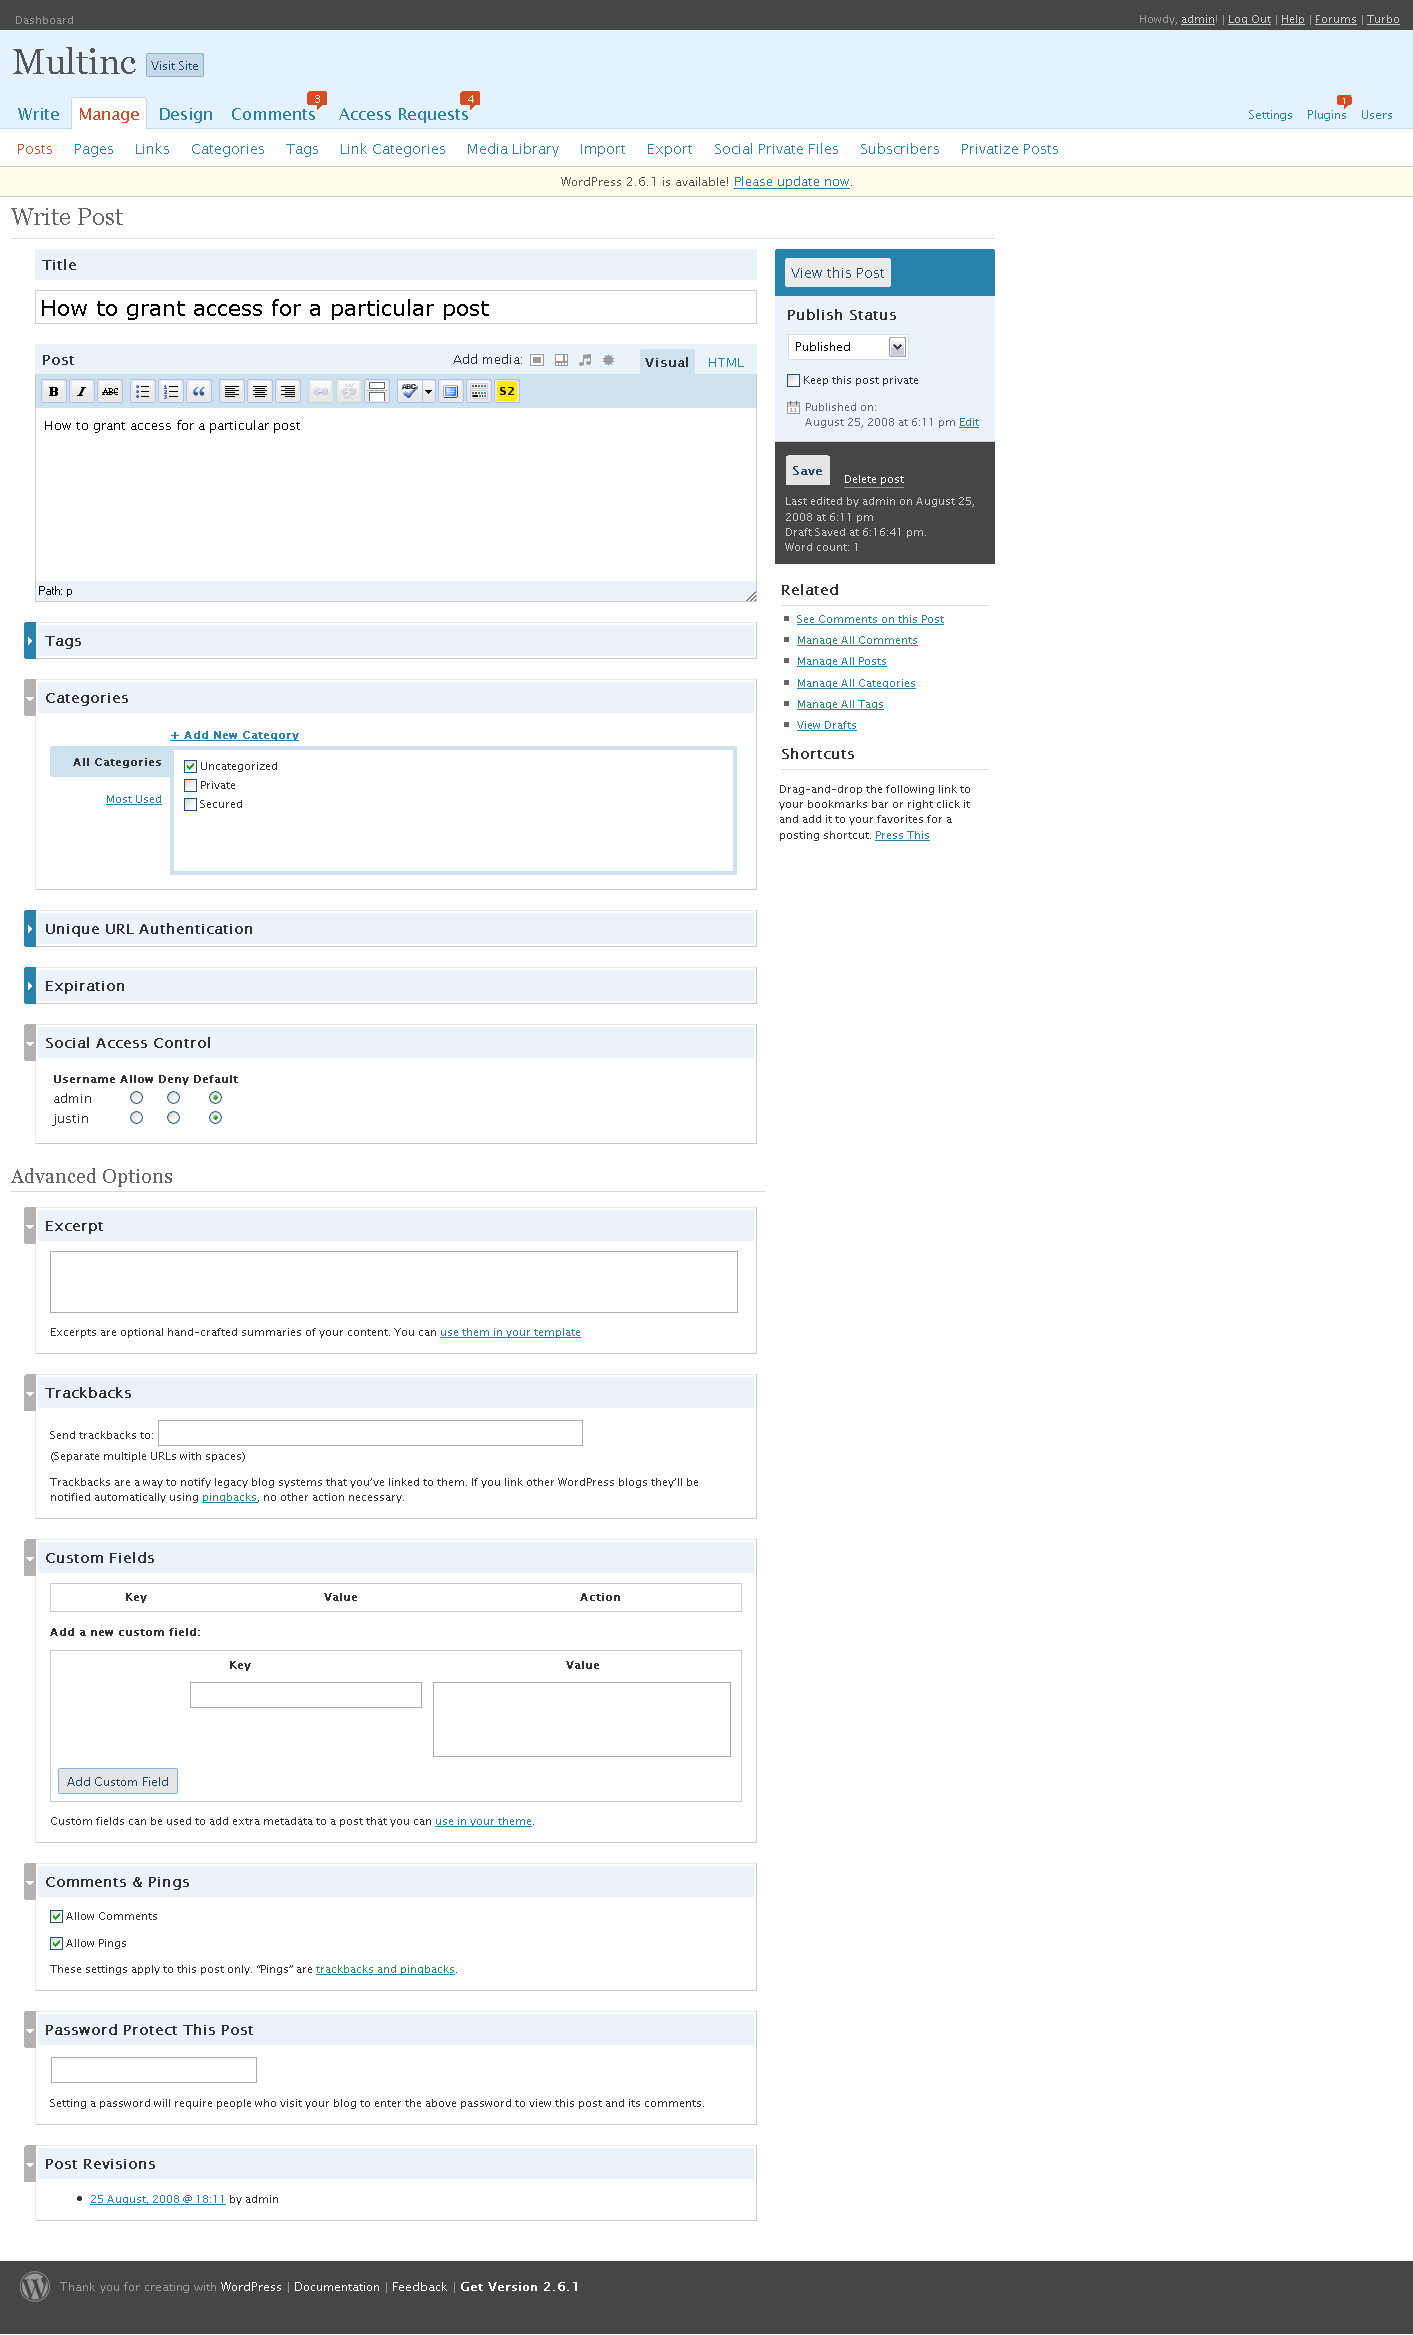 Dashboard
Howdy, admin! | Log Out | Help | Forums | Turbo
Multinc Visit Site
Write Manage Design Comments 3 Access Requests 4
Settings Plugins 1 Users
Posts Pages Links Categories Tags Link Categories Media Library Import Export Social Private Files Subscribers Privatize Posts
WordPress 2.6.1 is available! Please update now.
Write Post
Title
How to grant access for a particular post
Post Add media: Visual HTML
B I ABC ABC S2
How to grant access for a particular post
Path: p
View this Post
Publish Status
Published
Keep this post private
Published on:
August 25, 2008 at 6:11 pm Edit
Save Delete post
Last edited by admin on August 25,
2008 at 6:11 pm
Draft Saved at 6:16:41 pm.
Word count: 1
Related
See Comments on this Post
Manage All Comments
Manage All Posts
Manage All Categories
Manage All Tags
View Drafts
Shortcuts
Drag-and-drop the following link to
your bookmarks bar or right click it
and add it to your favorites for a
posting shortcut. Press This
Tags
Categories
+ Add New Category
All Categories
Most Used
Uncategorized
Private
Secured
Unique URL Authentication
Expiration
Social Access Control
Username Allow Deny Default
admin
justin
Advanced Options
Excerpt
Excerpts are optional hand-crafted summaries of your content. You can use them in your template
Trackbacks
Send trackbacks to:
(Separate multiple URLs with spaces)
Trackbacks are a way to notify legacy blog systems that you've linked to them. If you link other WordPress blogs they'll be
notified automatically using pingbacks, no other action necessary.
Custom Fields
Key Value Action
Add a new custom field:
Key Value
Add Custom Field
Custom fields can be used to add extra metadata to a post that you can use in your theme.
Comments & Pings
Allow Comments
Allow Pings
These settings apply to this post only. “Pings” are trackbacks and pingbacks.
Password Protect This Post
Setting a password will require people who visit your blog to enter the above password to view this post and its comments.
Post Revisions
25 August, 2008 @ 18:11 by admin
Thank you for creating with WordPress | Documentation | Feedback | Get Version 2.6.1